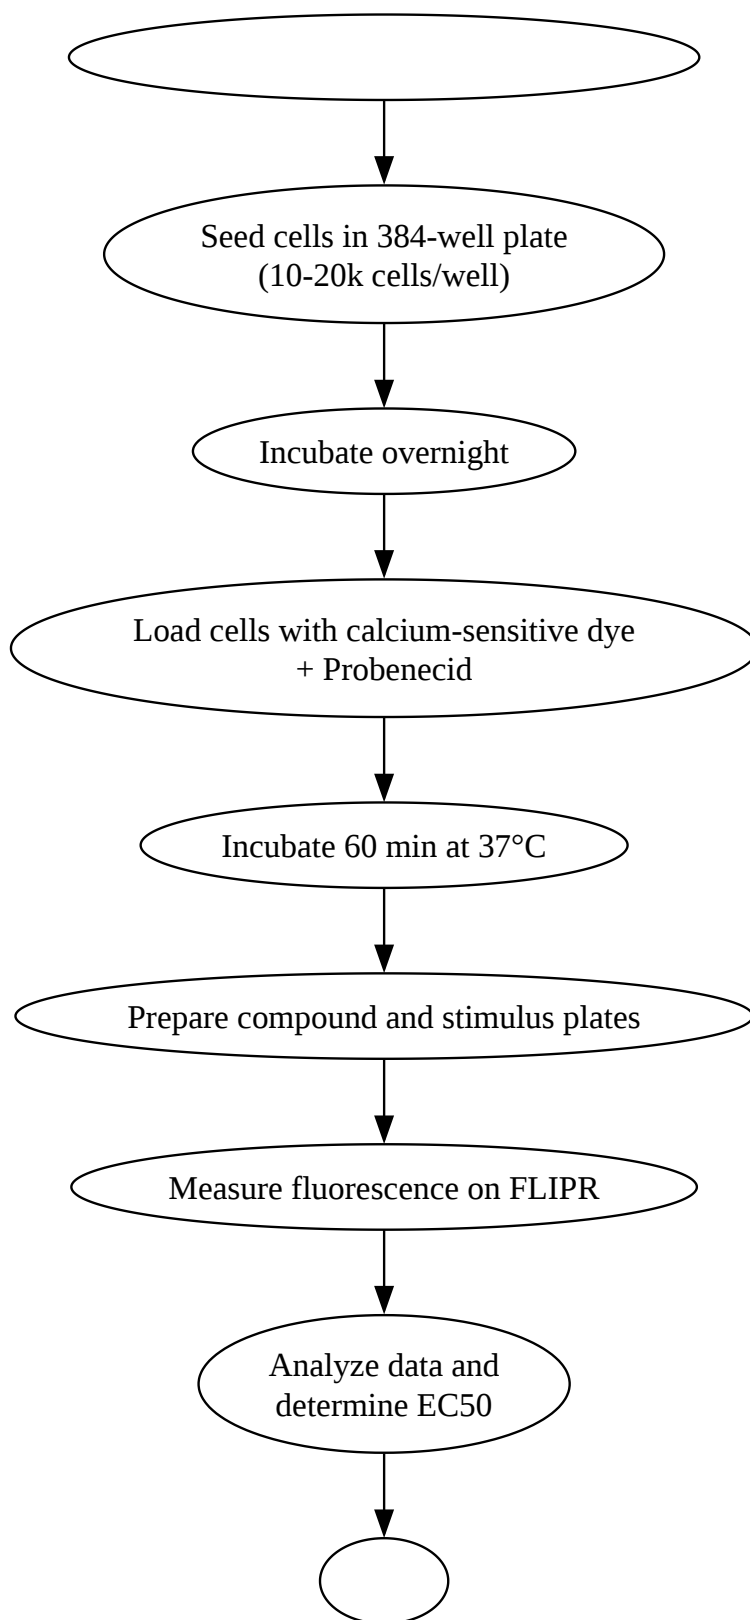 Seed cells in 384-well plate
(10-20k cells/well)
Incubate overnight
Load cells with calcium-sensitive dye
+ Probenecid
Incubate 60 min at 37°C
Prepare compound and stimulus plates
Measure fluorescence on FLIPR
Analyze data and
determine EC50